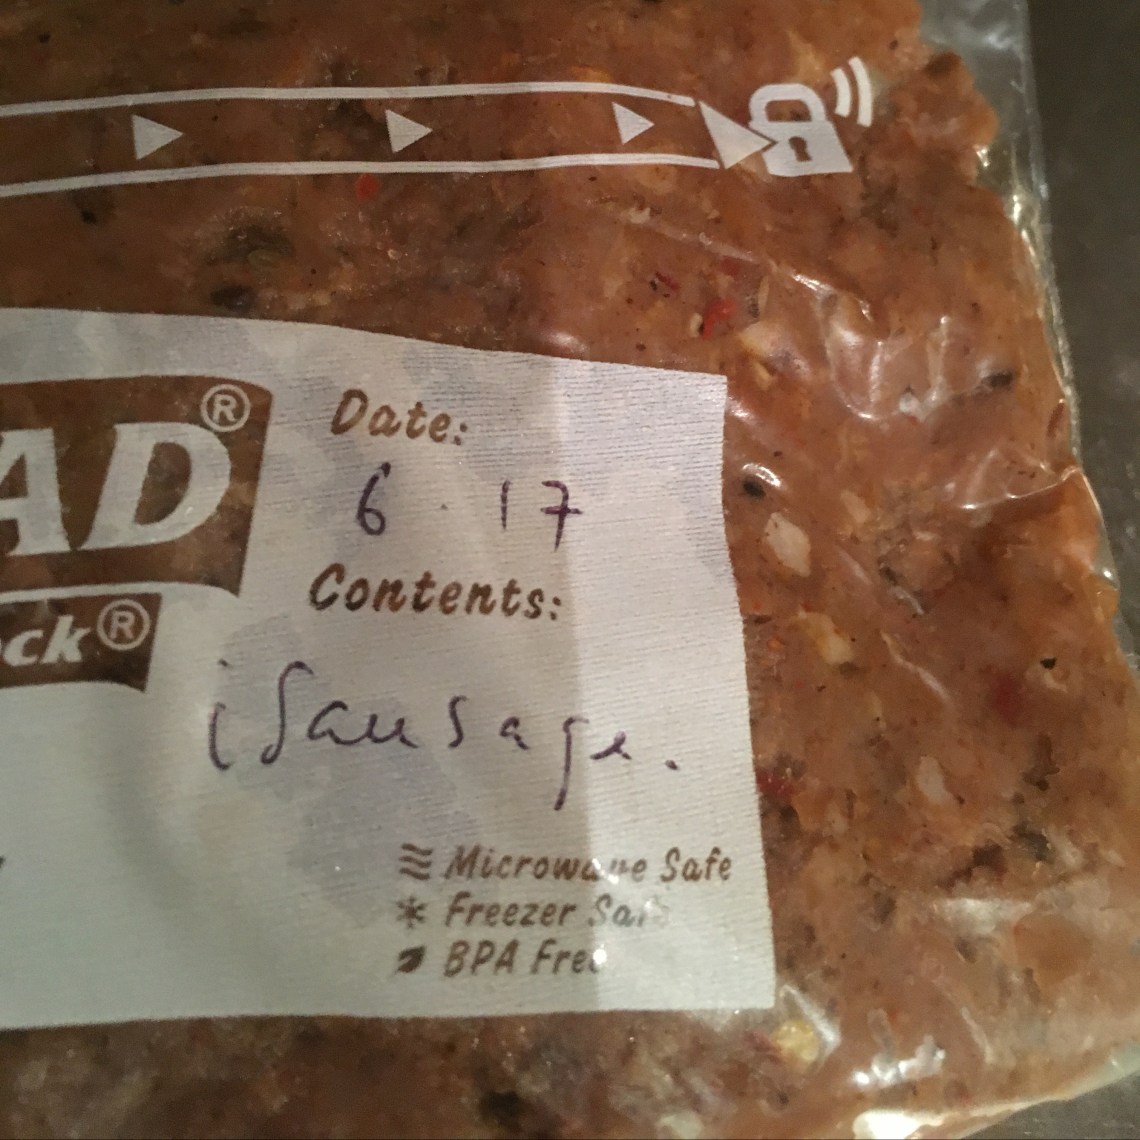 AD®
Date:
6 · 17
ock®
Contents:
i Sausage.
Microwave Safe
Freezer Safe
BPA Free